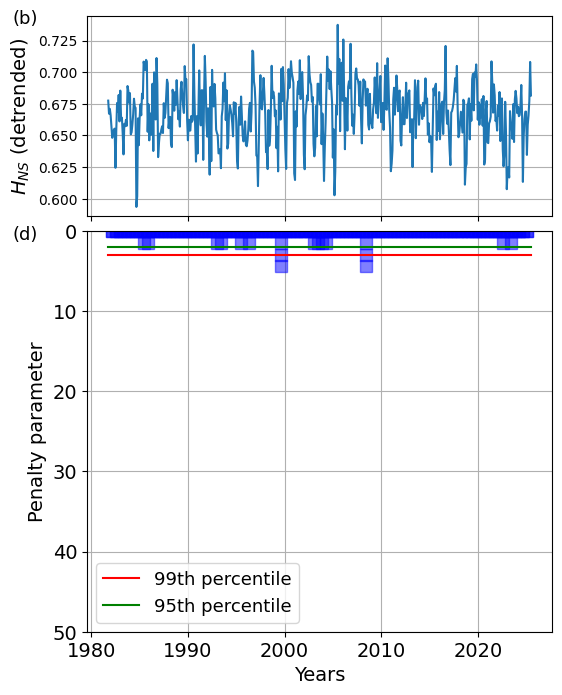 (b)
H_NS (detrended)
0.725
0.700
0.675
0.650
0.625
0.600
(d)
Penalty parameter
0
10
20
30
40
50
99th percentile
95th percentile
1980 1990 2000 2010 2020
Years